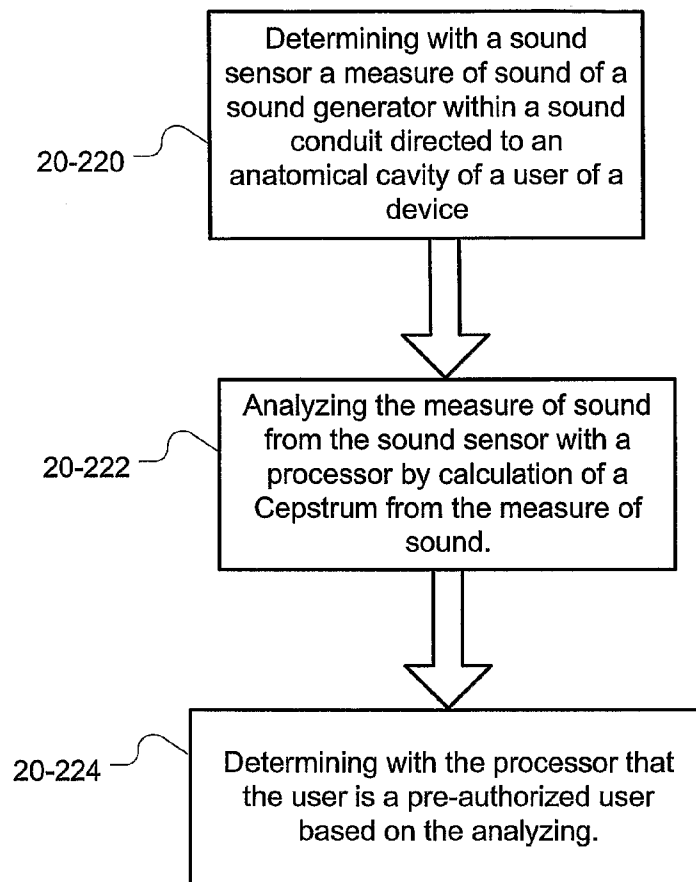 Determining with a sound
sensor a measure of sound of a
sound generator within a sound
conduit directed to an
anatomical cavity of a user of a
device
20-220
Analyzing the measure of sound
from the sound sensor with a
processor by calculation of a
Cepstrum from the measure of
sound.
20-222
Determining with the processor that
the user is a pre-authorized user
based on the analyzing.
20-224